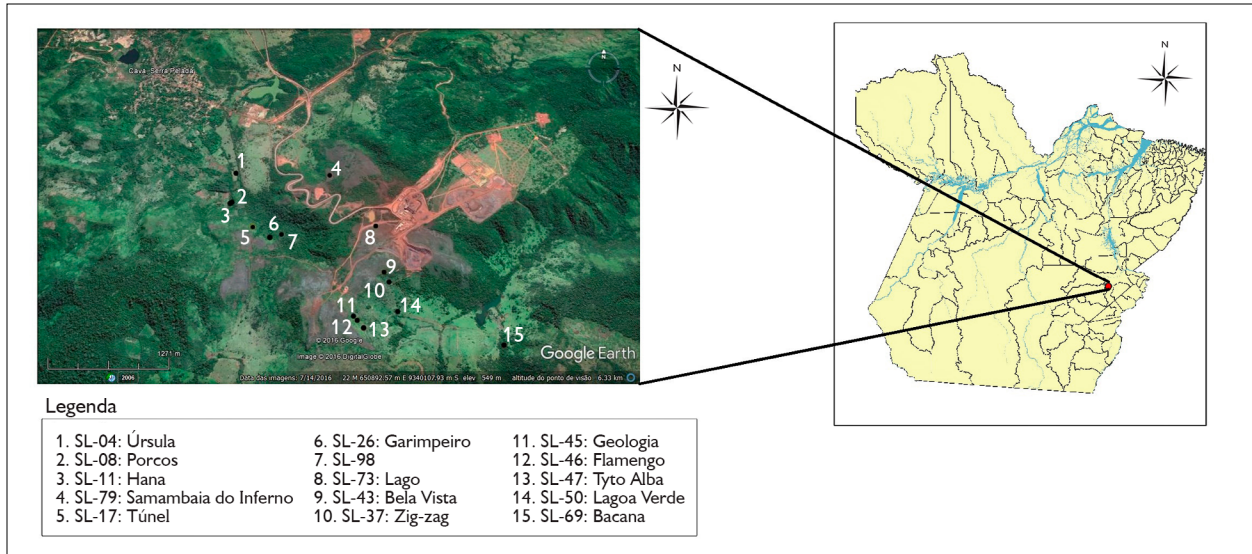 N
Cava Serra Pelada
1
4
2
3
5
6
7
8
9
10
14
11
12
13
15
© 2016 Google
Image © 2016 DigitalGlobe
Google Earth
1271 m
2006
Data das imagens: 7/14/2016 22 M 650892.57 m E 9340107.93 m S elev 549 m altitude do ponto de visão 6.33 km
N
N
Legenda
1. SL-04: Úrsula
2. SL-08: Porcos
3. SL-11: Hana
4. SL-79: Samambaia do Inferno
5. SL-17: Túnel
6. SL-26: Garimpeiro
7. SL-98
8. SL-73: Lago
9. SL-43: Bela Vista
10. SL-37: Zig-zag
11. SL-45: Geologia
12. SL-46: Flamengo
13. SL-47: Tyto Alba
14. SL-50: Lagoa Verde
15. SL-69: Bacana